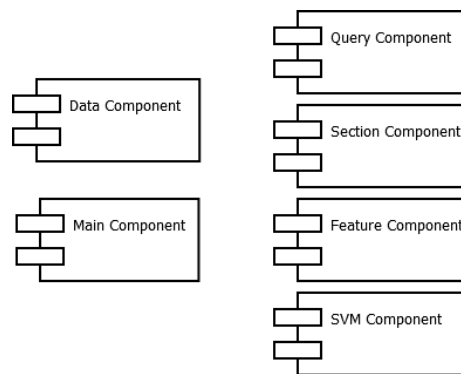 Data Component
Main Component
Query Component
Section Component
Feature Component
SVM Component